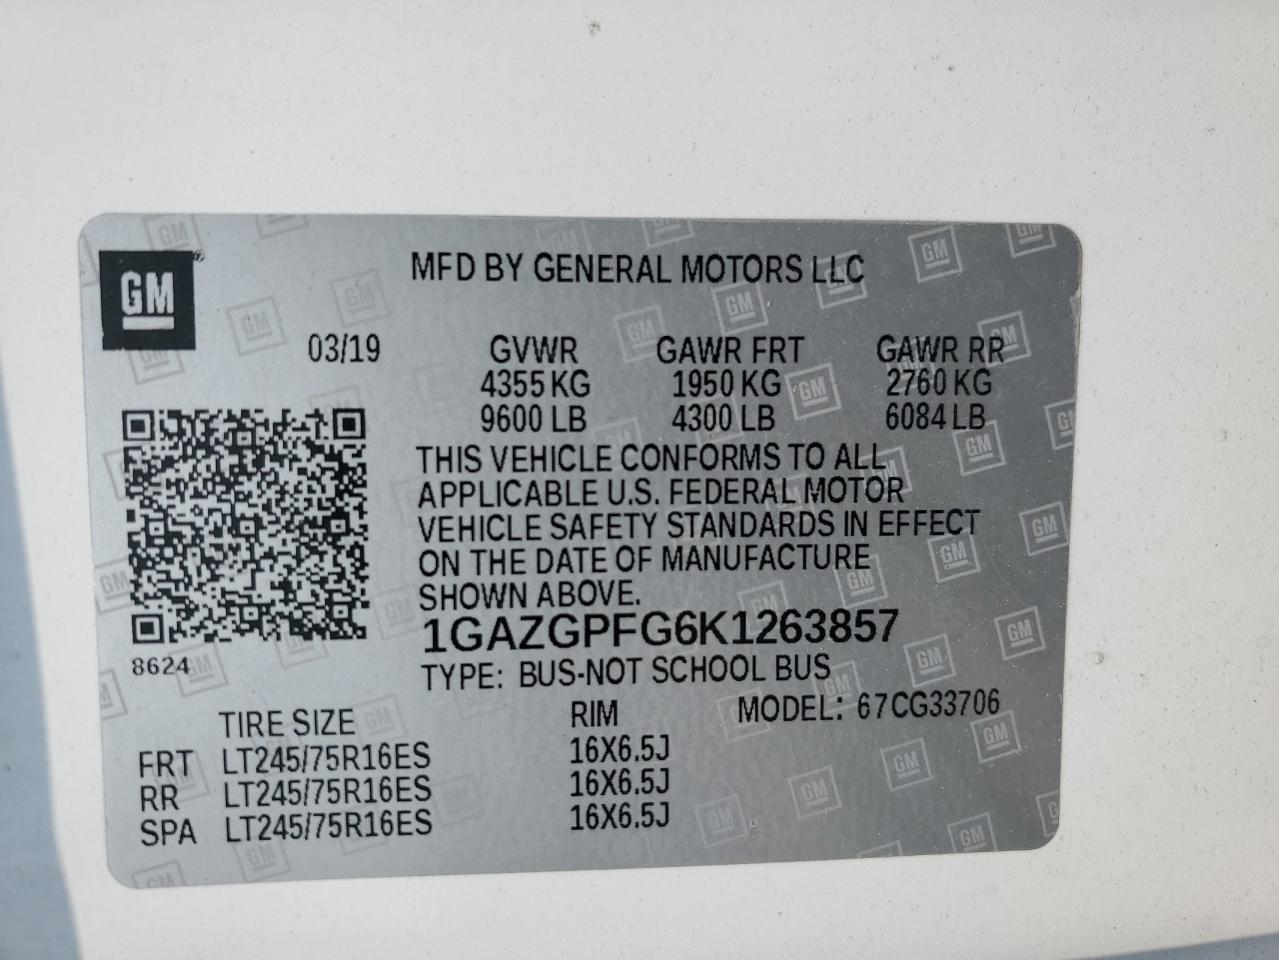 GM
MFD BY GENERAL MOTORS LLC
03/19 GVWR GAWR FRT GAWR RR
4355 KG 1950 KG 2760 KG
9600 LB 4300 LB 6084 LB
THIS VEHICLE CONFORMS TO ALL
APPLICABLE U.S. FEDERAL MOTOR
VEHICLE SAFETY STANDARDS IN EFFECT
ON THE DATE OF MANUFACTURE
SHOWN ABOVE.
1GAZGPFG6K1263857
8624
TYPE: BUS-NOT SCHOOL BUS
TIRE SIZE RIM MODEL: 67CG33706
FRT LT245/75R16ES 16X6.5J
RR LT245/75R16ES 16X6.5J
SPA LT245/75R16ES 16X6.5J